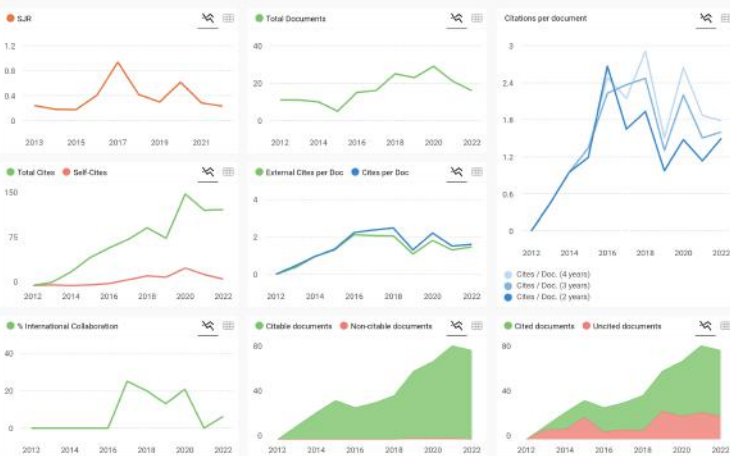 SJR
1.2
0.8
0.4
0
2013 2015 2017 2019 2021
Total Documents
40
20
0
2012 2014 2016 2018 2020 2022
Citations per document
3
2.4
1.8
1.2
0.6
0
2012 2014 2016 2018 2020 2022
Cites / Doc. (4 years)
Cites / Doc. (3 years)
Cites / Doc. (2 years)
Total Cites Self-Cites
150
75
0
2012 2014 2016 2018 2020 2022
External Cites per Doc Cites per Doc
4
2
0
2012 2014 2016 2018 2020 2022
% International Collaboration
40
20
0
2012 2014 2016 2018 2020 2022
Citable documents Non-citable documents
80
40
0
2012 2014 2016 2018 2020 2022
Cited documents Uncited documents
80
40
0
2012 2014 2016 2018 2020 2022